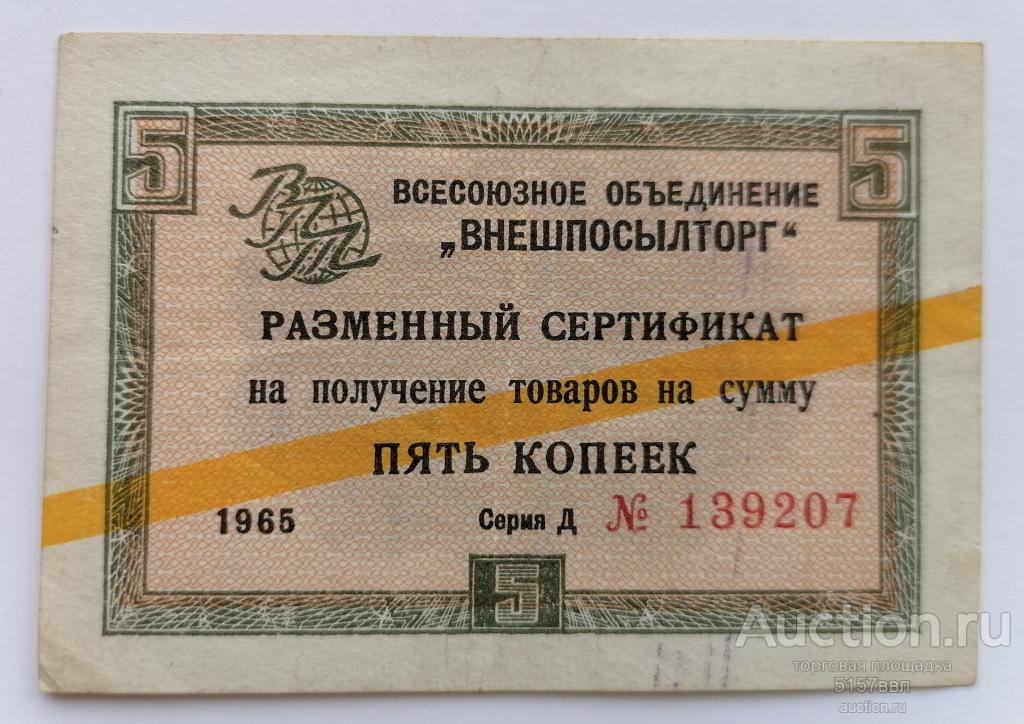 5 5
ВПТ
ВСЕСОЮЗНОЕ ОБЪЕДИНЕНИЕ
„ВНЕШПОСЫЛТОРГ“
РАЗМЕННЫЙ СЕРТИФИКАТ
на получение товаров на сумму
ПЯТЬ КОПЕЕК
1965 Серия Д № 139207
5
Auction.ru
торговая площадка
5157ввл
auction.ru